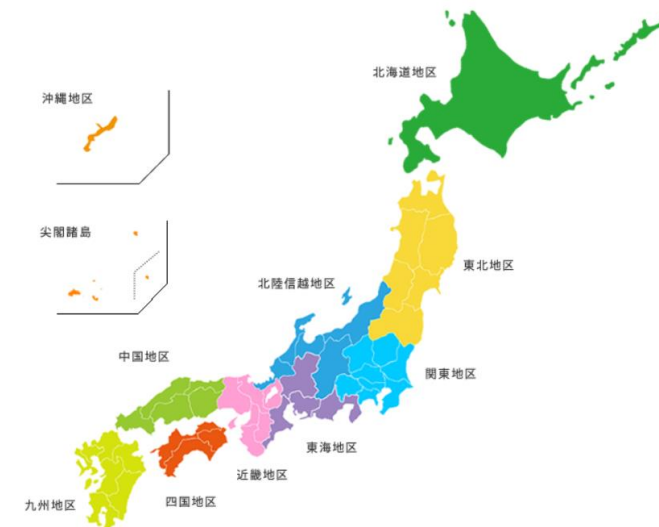 北海道地区
沖縄地区
尖閣諸島
東北地区
北陸信越地区
中国地区
関東地区
東海地区
近畿地区
四国地区
九州地区